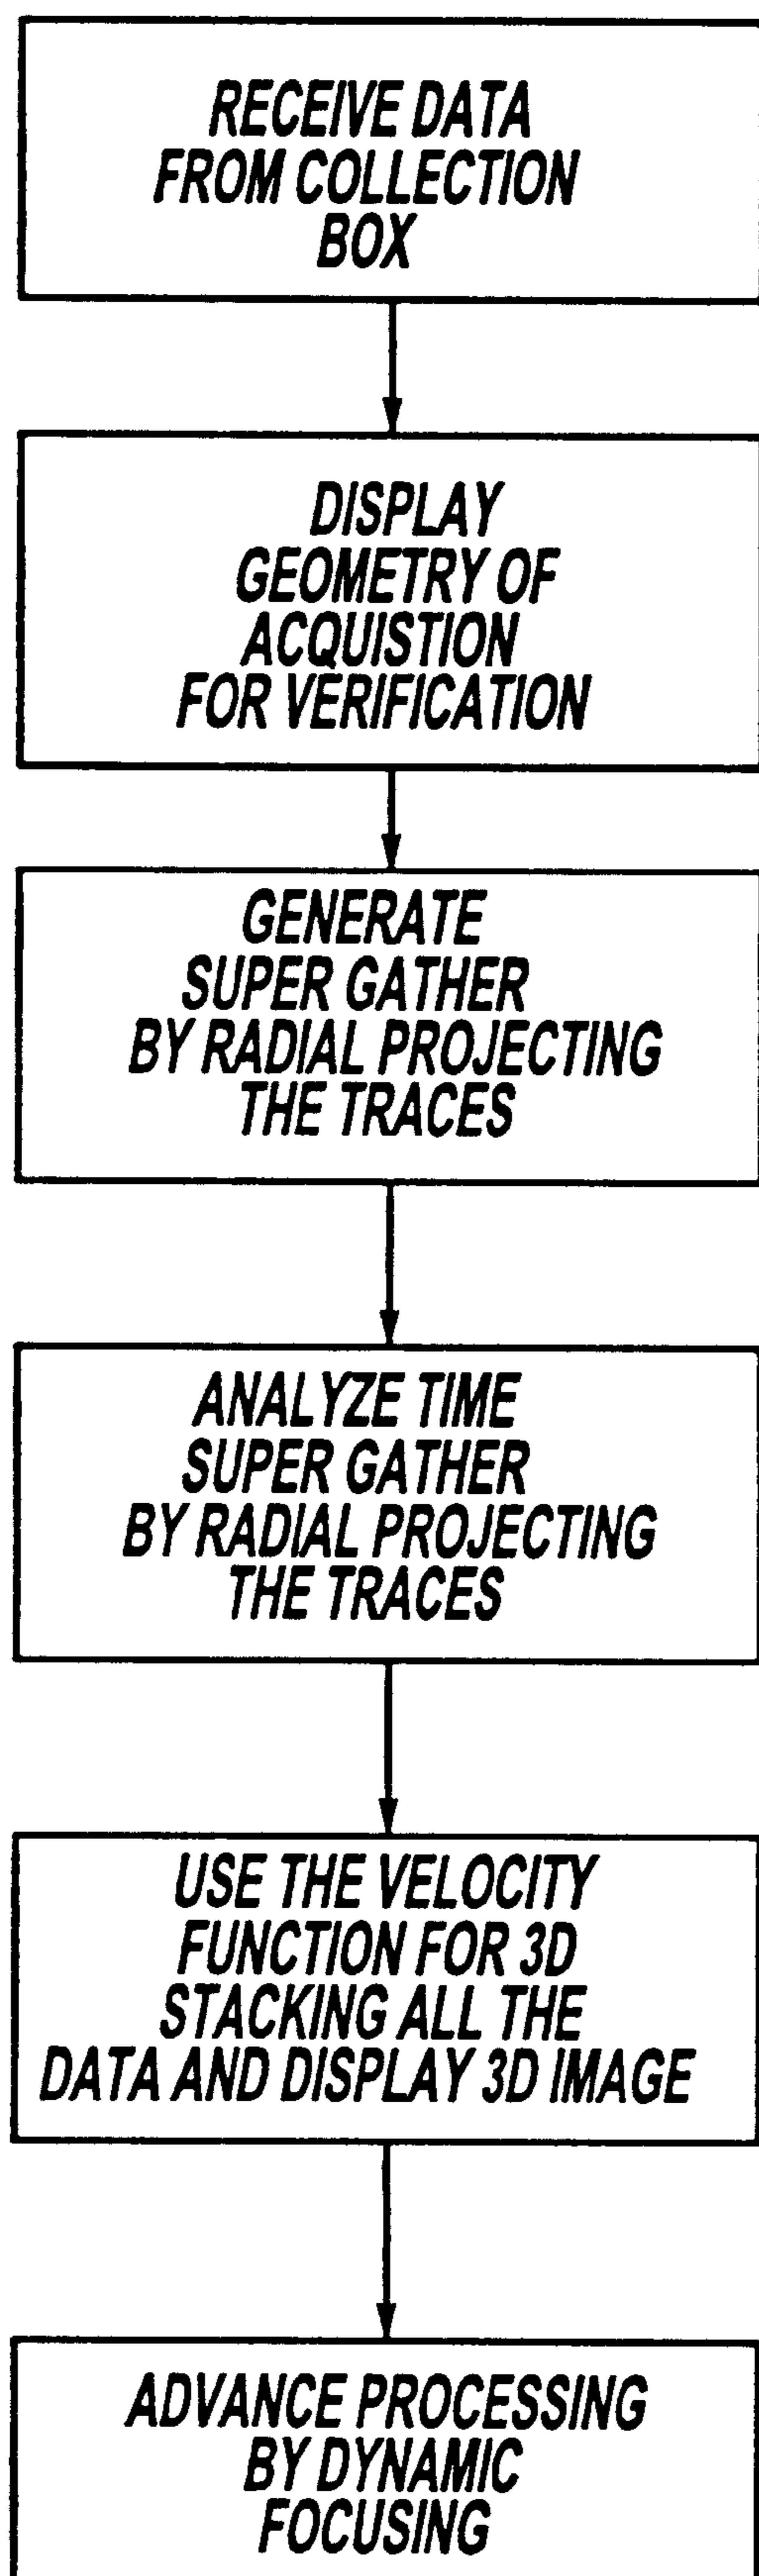 RECEIVE DATA
FROM COLLECTION
BOX
DISPLAY
GEOMETRY OF
ACQUISTION
FOR VERIFICATION
GENERATE
SUPER GATHER
BY RADIAL PROJECTING
THE TRACES
ANALYZE TIME
SUPER GATHER
BY RADIAL PROJECTING
THE TRACES
USE THE VELOCITY
FUNCTION FOR 3D
STACKING ALL THE
DATA AND DISPLAY 3D IMAGE
ADVANCE PROCESSING
BY DYNAMIC
FOCUSING